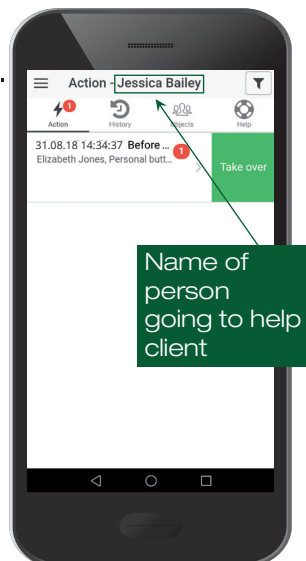 Action - Jessica Bailey
1
Action
History
Objects
Help
31.08.18 14:34:37 Before ...
Elizabeth Jones, Personal butt...
1
Take over
Name of
person
going to help
client